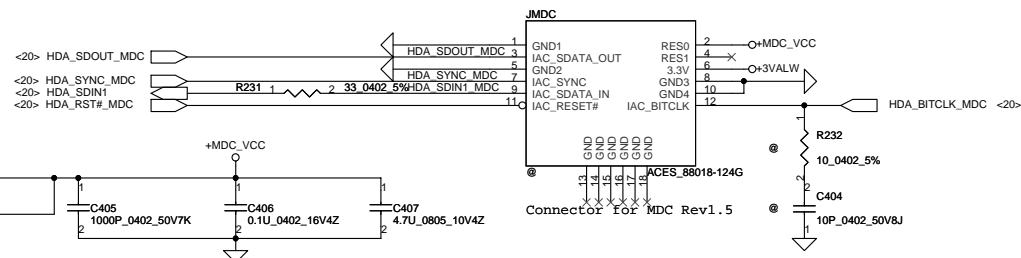 JMDC
<20> HDA_SDOUT_MDC
HDA_SDOUT_MDC
1 GND1 RES0 2 +MDC_VCC
3 IAC_SDATA_OUT RES1 4
5 GND2 3.3V 6 +3VALW
<20> HDA_SYNC_MDC
HDA_SYNC_MDC 7 IAC_SYNC GND3 8
<20> HDA_SDIN1
R231 1 2 33_0402_5% HDA_SDIN1_MDC 9 IAC_SDATA_IN GND4 10
<20> HDA_RST#_MDC
11 IAC_RESET# IAC_BITCLK 12 HDA_BITCLK_MDC <20>
GND GND GND GND GND GND
13 14 15 16 17 18
@ ACES_88018-124G
Connector for MDC Rev1.5
1
@ R232
10_0402_5%
2
2
@ C404
10P_0402_50V8J
1
+MDC_VCC
1 1 1
C405 C406 C407
1000P_0402_50V7K 0.1U_0402_16V4Z 4.7U_0805_10V4Z
2 2 2